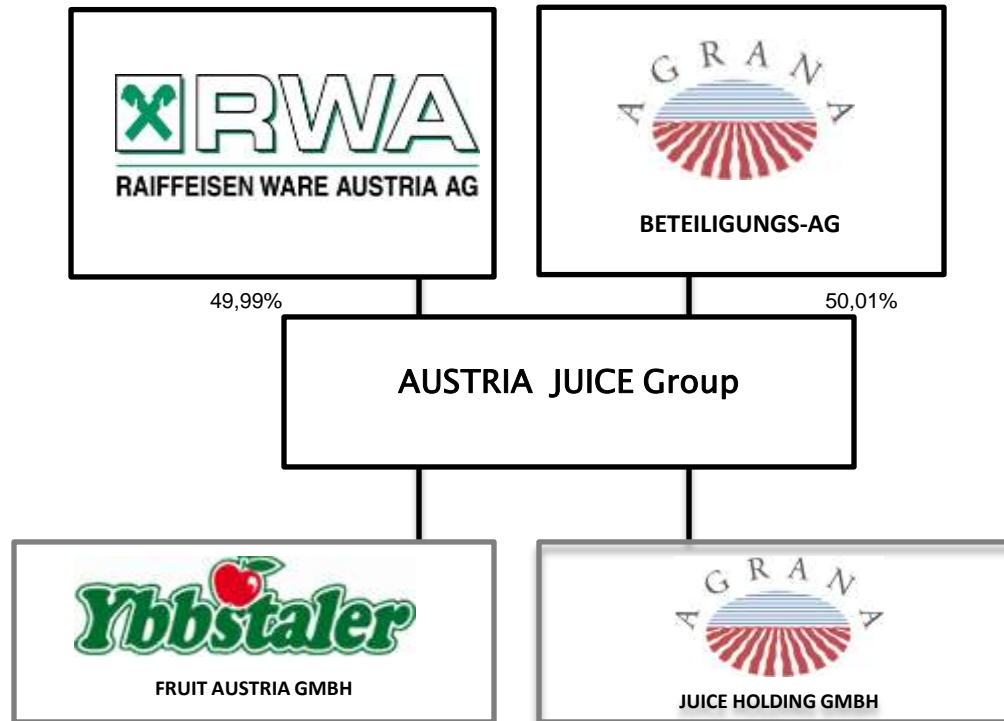 RWA
RAIFFEISEN WARE AUSTRIA AG
AGRANA
BETEILIGUNGS-AG
49,99%
50,01%
AUSTRIA JUICE Group
Ybbstaler
FRUIT AUSTRIA GMBH
AGRANA
JUICE HOLDING GMBH